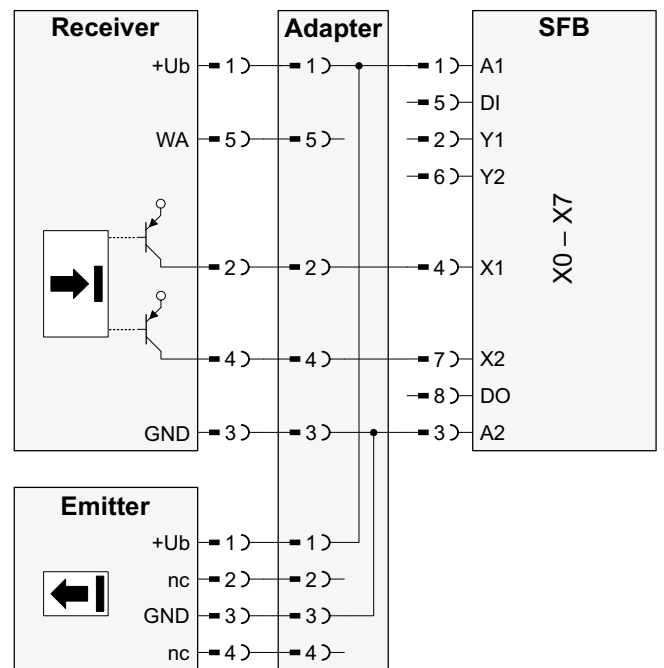 Receiver Adapter SFB
+Ub 1 1 1 A1
5 DI
WA 5 5 2 Y1
6 Y2
X0 – X7
2 2 4 X1
4 4 7 X2
8 DO
GND 3 3 3 A2
Emitter
+Ub 1 1
nc 2 2
GND 3 3
nc 4 4